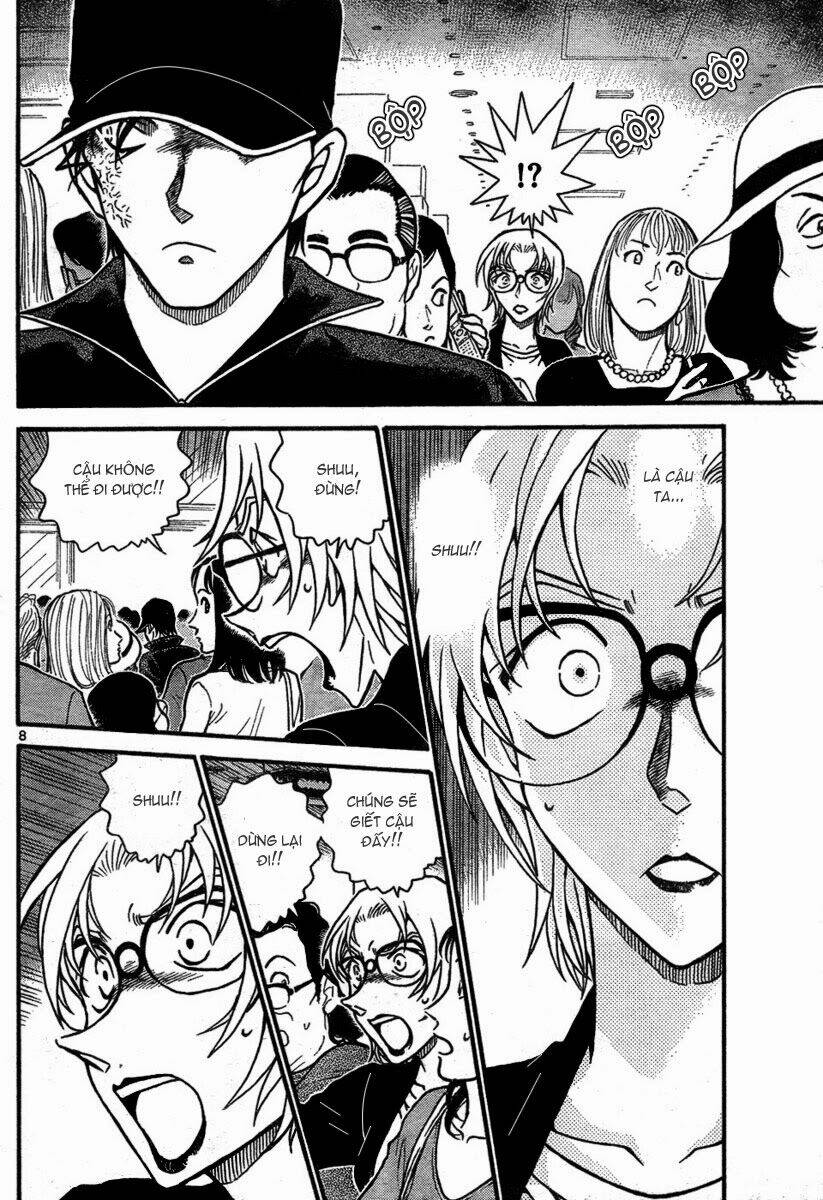 BỘP
BỘP
BỘP
!?
LÀ CẬU
TA...
SHUU!!
SHUU,
ĐỪNG!
CẬU KHÔNG
THỂ ĐI ĐƯỢC!!
8
CHÚNG SẼ
GIẾT CẬU
ĐẤY!!
DỪNG LẠI
ĐI!!
SHUU!!